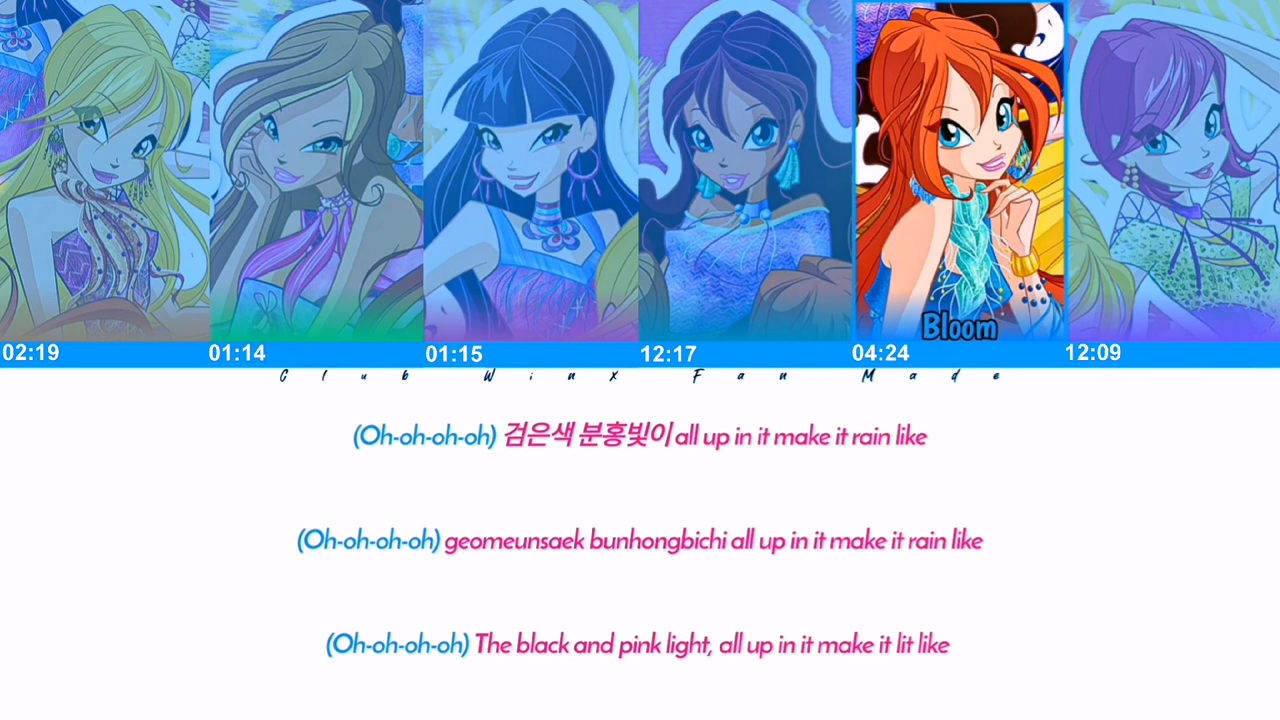 Bloom
02:19 01:14 01:15 12:17 04:24 12:09
Club Winx Fan Made
(Oh-oh-oh-oh) 검은색 분홍빛이 all up in it make it rain like
(Oh-oh-oh-oh) geomeunsaek bunhongbichi all up in it make it rain like
(Oh-oh-oh-oh) The black and pink light, all up in it make it lit like